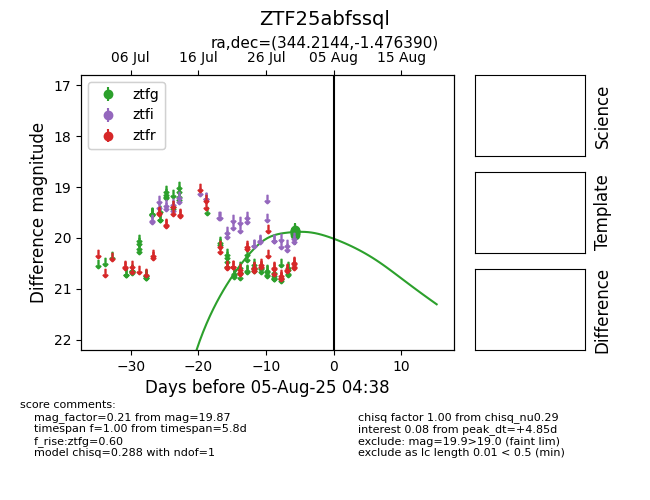 ZTF25abfssql
ra,dec=(344.2144,-1.476390)
06 Jul 16 Jul 26 Jul 05 Aug 15 Aug
17
18
19
20
21
22
Difference magnitude
ztfg
ztfi
ztfr
−30 −20 −10 0 10
Days before 05-Aug-25 04:38
Science
Template
Difference
score comments:
mag_factor=0.21 from mag=19.87
timespan f=1.00 from timespan=5.8d
f_rise:ztfg=0.60
model chisq=0.288 with ndof=1
chisq factor 1.00 from chisq_nu0.29
interest 0.08 from peak_dt=+4.85d
exclude: mag=19.9>19.0 (faint lim)
exclude as lc length 0.01 < 0.5 (min)